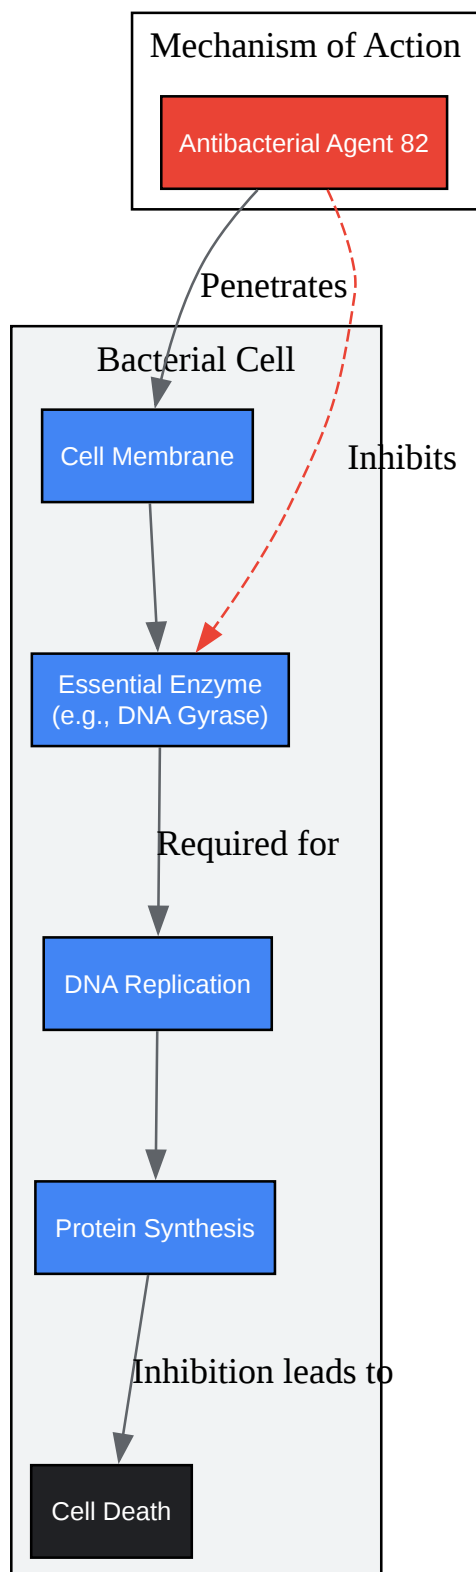 Mechanism of Action
Antibacterial Agent 82
Penetrates
Bacterial Cell
Cell Membrane
Inhibits
Essential Enzyme
(e.g., DNA Gyrase)
Required for
DNA Replication
Protein Synthesis
Inhibition leads to
Cell Death